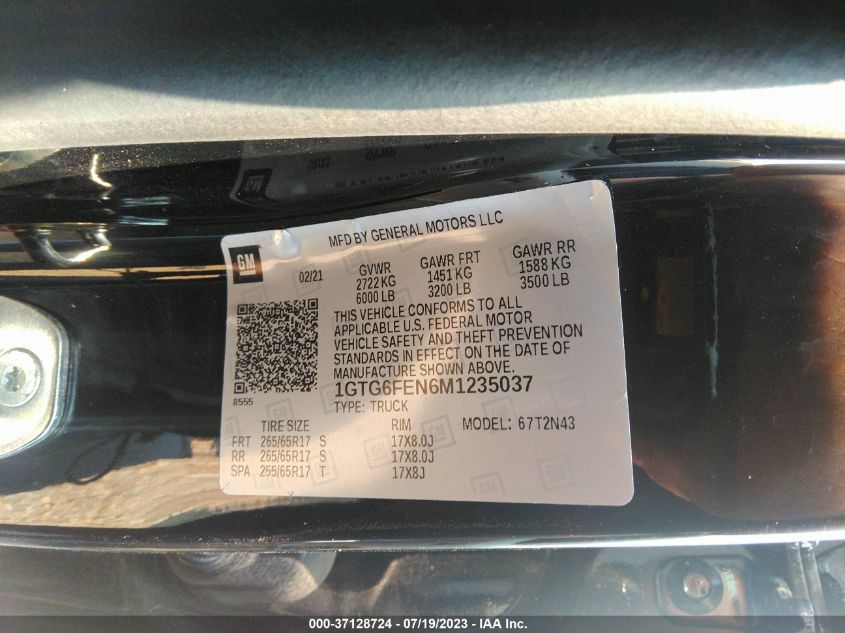 MFD BY GENERAL MOTORS LLC
GM
02/21
GVWR GAWR FRT GAWR RR
2722 KG 1451 KG 1588 KG
6000 LB 3200 LB 3500 LB
THIS VEHICLE CONFORMS TO ALL
APPLICABLE U.S. FEDERAL MOTOR
VEHICLE SAFETY AND THEFT PREVENTION
STANDARDS IN EFFECT ON THE DATE OF
MANUFACTURE SHOWN ABOVE.
1GTG6FEN6M1235037
8555
TYPE: TRUCK
TIRE SIZE RIM MODEL: 67T2N43
FRT 265/65R17 S 17X8.0J
RR 265/65R17 S 17X8.0J
SPA 255/65R17 T 17X8J
000-37128724 / 07/19/2023 - IAA Inc.